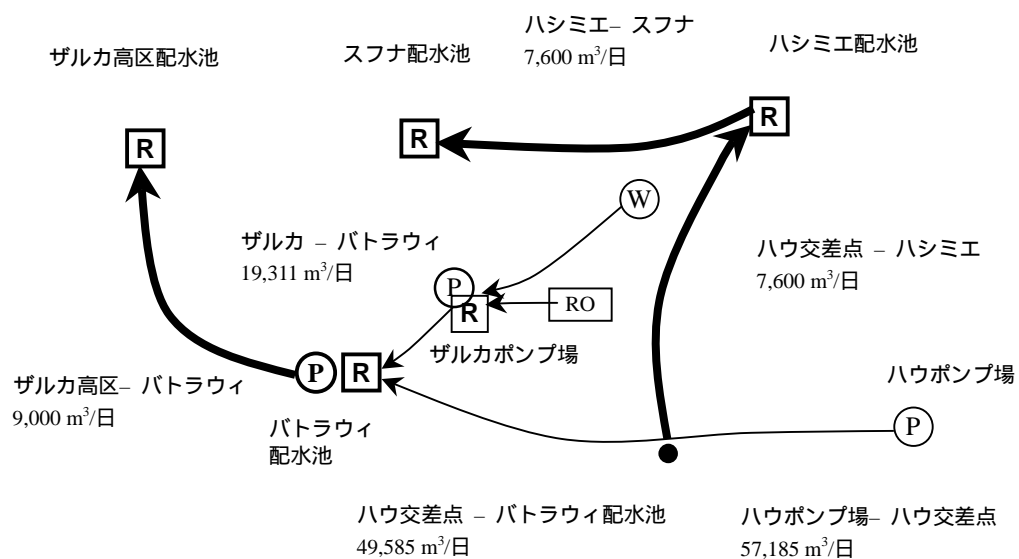 ハシミエ– スフナ
7,600 m³/日
ザルカ高区配水池
スフナ配水池
ハシミエ配水池
R
R
R
W
ザルカ – バトラウィ
19,311 m³/日
ハウ交差点 – ハシミエ
7,600 m³/日
P
R
RO
ザルカポンプ場
P
R
ザルカ高区– バトラウィ
9,000 m³/日
ハウポンプ場
P
バトラウィ
配水池
ハウ交差点 – バトラウィ配水池
49,585 m³/日
ハウポンプ場– ハウ交差点
57,185 m³/日